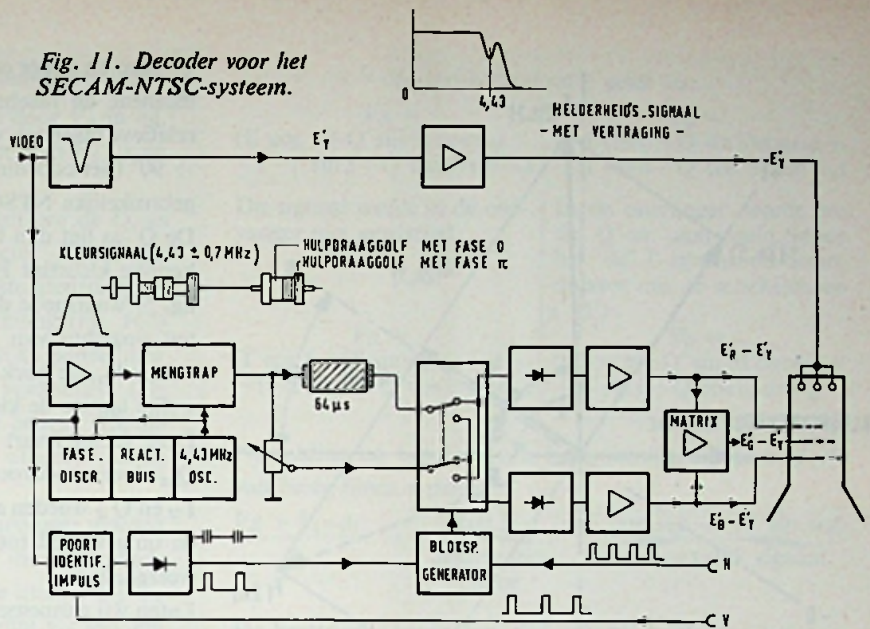 Fig. 11. Decoder voor het
SECAM-NTSC-systeem.
0
4,43
HELDERHEIDS_SIGNAAL
- MET VERTRAGING -
VIDEO
E'Y
-E'Y
KLEURSIGNAAL (4,43 ± 0,7 MHz)
HULPDRAAGGOLF MET FASE 0
HULPDRAAGGOLF MET FASE π
MENGTRAP
64 µs
FASE_
DISCR.
REACT.
BUIS
4,43 MHz
OSC.
E'R - E'Y
MATRIX
E'G - E'Y
E'B - E'Y
POORT
IDENTIF.
IMPULS
BLOKSP.
GENERATOR
H
V